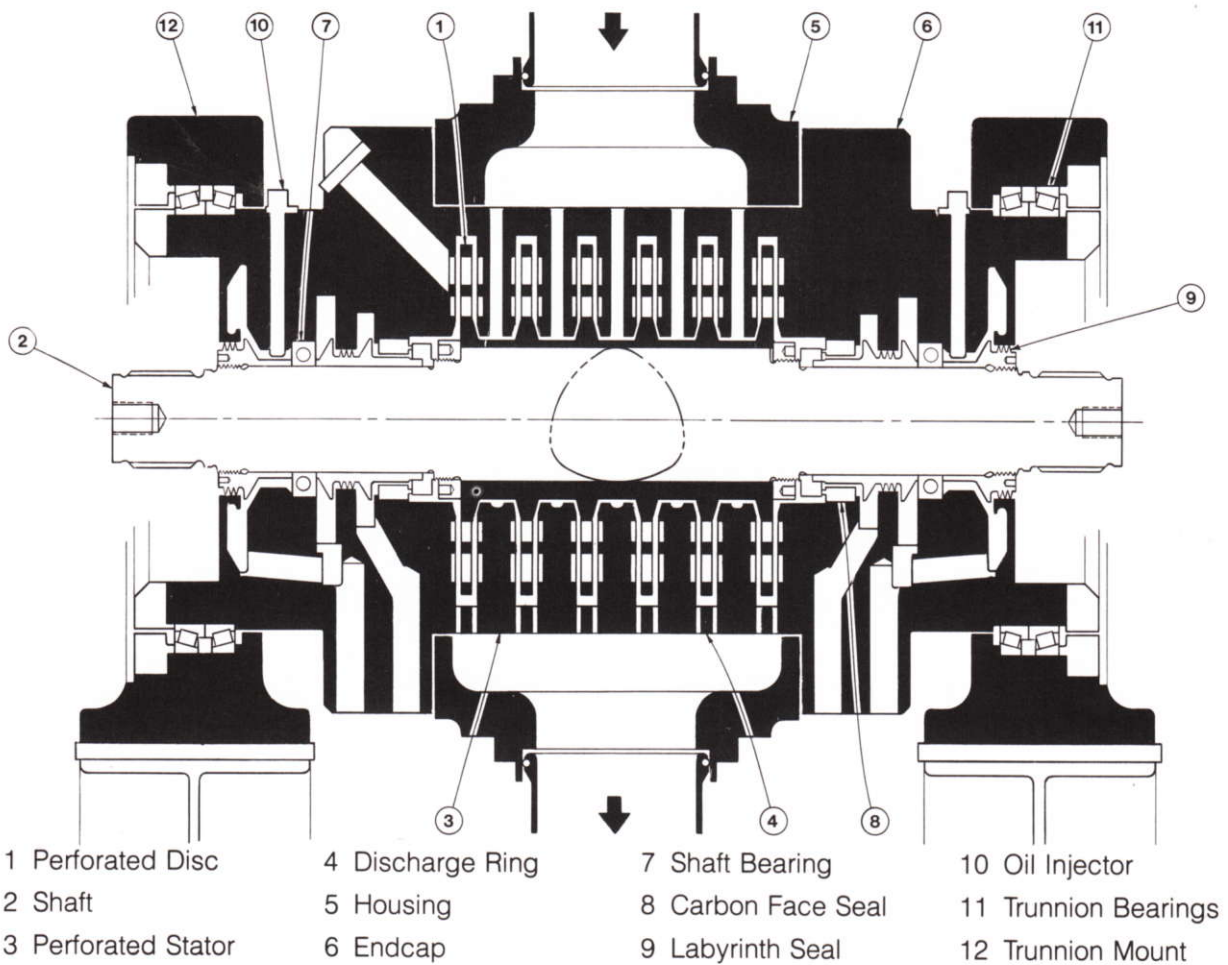 12 10 7 1 5 6 11
9
2
3 4 8
1 Perforated Disc
2 Shaft
3 Perforated Stator
4 Discharge Ring
5 Housing
6 Endcap
7 Shaft Bearing
8 Carbon Face Seal
9 Labyrinth Seal
10 Oil Injector
11 Trunnion Bearings
12 Trunnion Mount